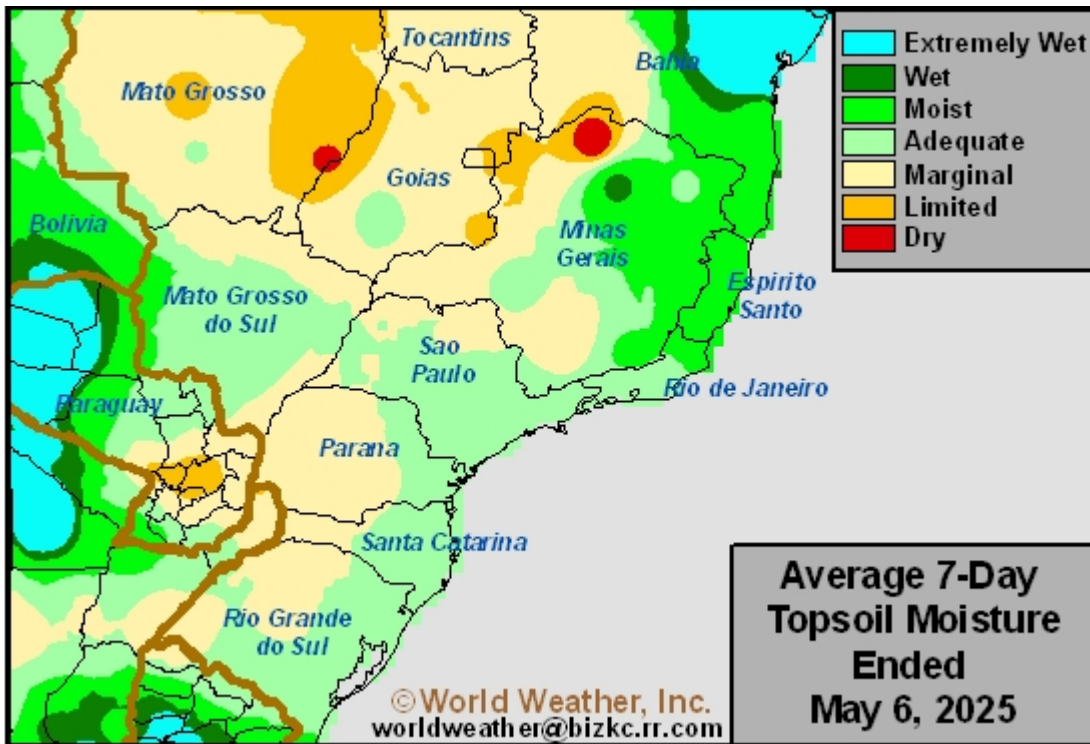 Tocantins
Bahia
Mato Grosso
Goias
Bolivia
Minas
Gerais
Mato Grosso
do Sul
Espirito
Santo
Sao
Paulo
Rio de Janeiro
Paraguay
Parana
Santa Catarina
Rio Grande
do Sul
Extremely Wet
Wet
Moist
Adequate
Marginal
Limited
Dry
Average 7-Day
Topsoil Moisture
Ended
May 6, 2025
©World Weather, Inc.
worldweather@bizkc.rr.com